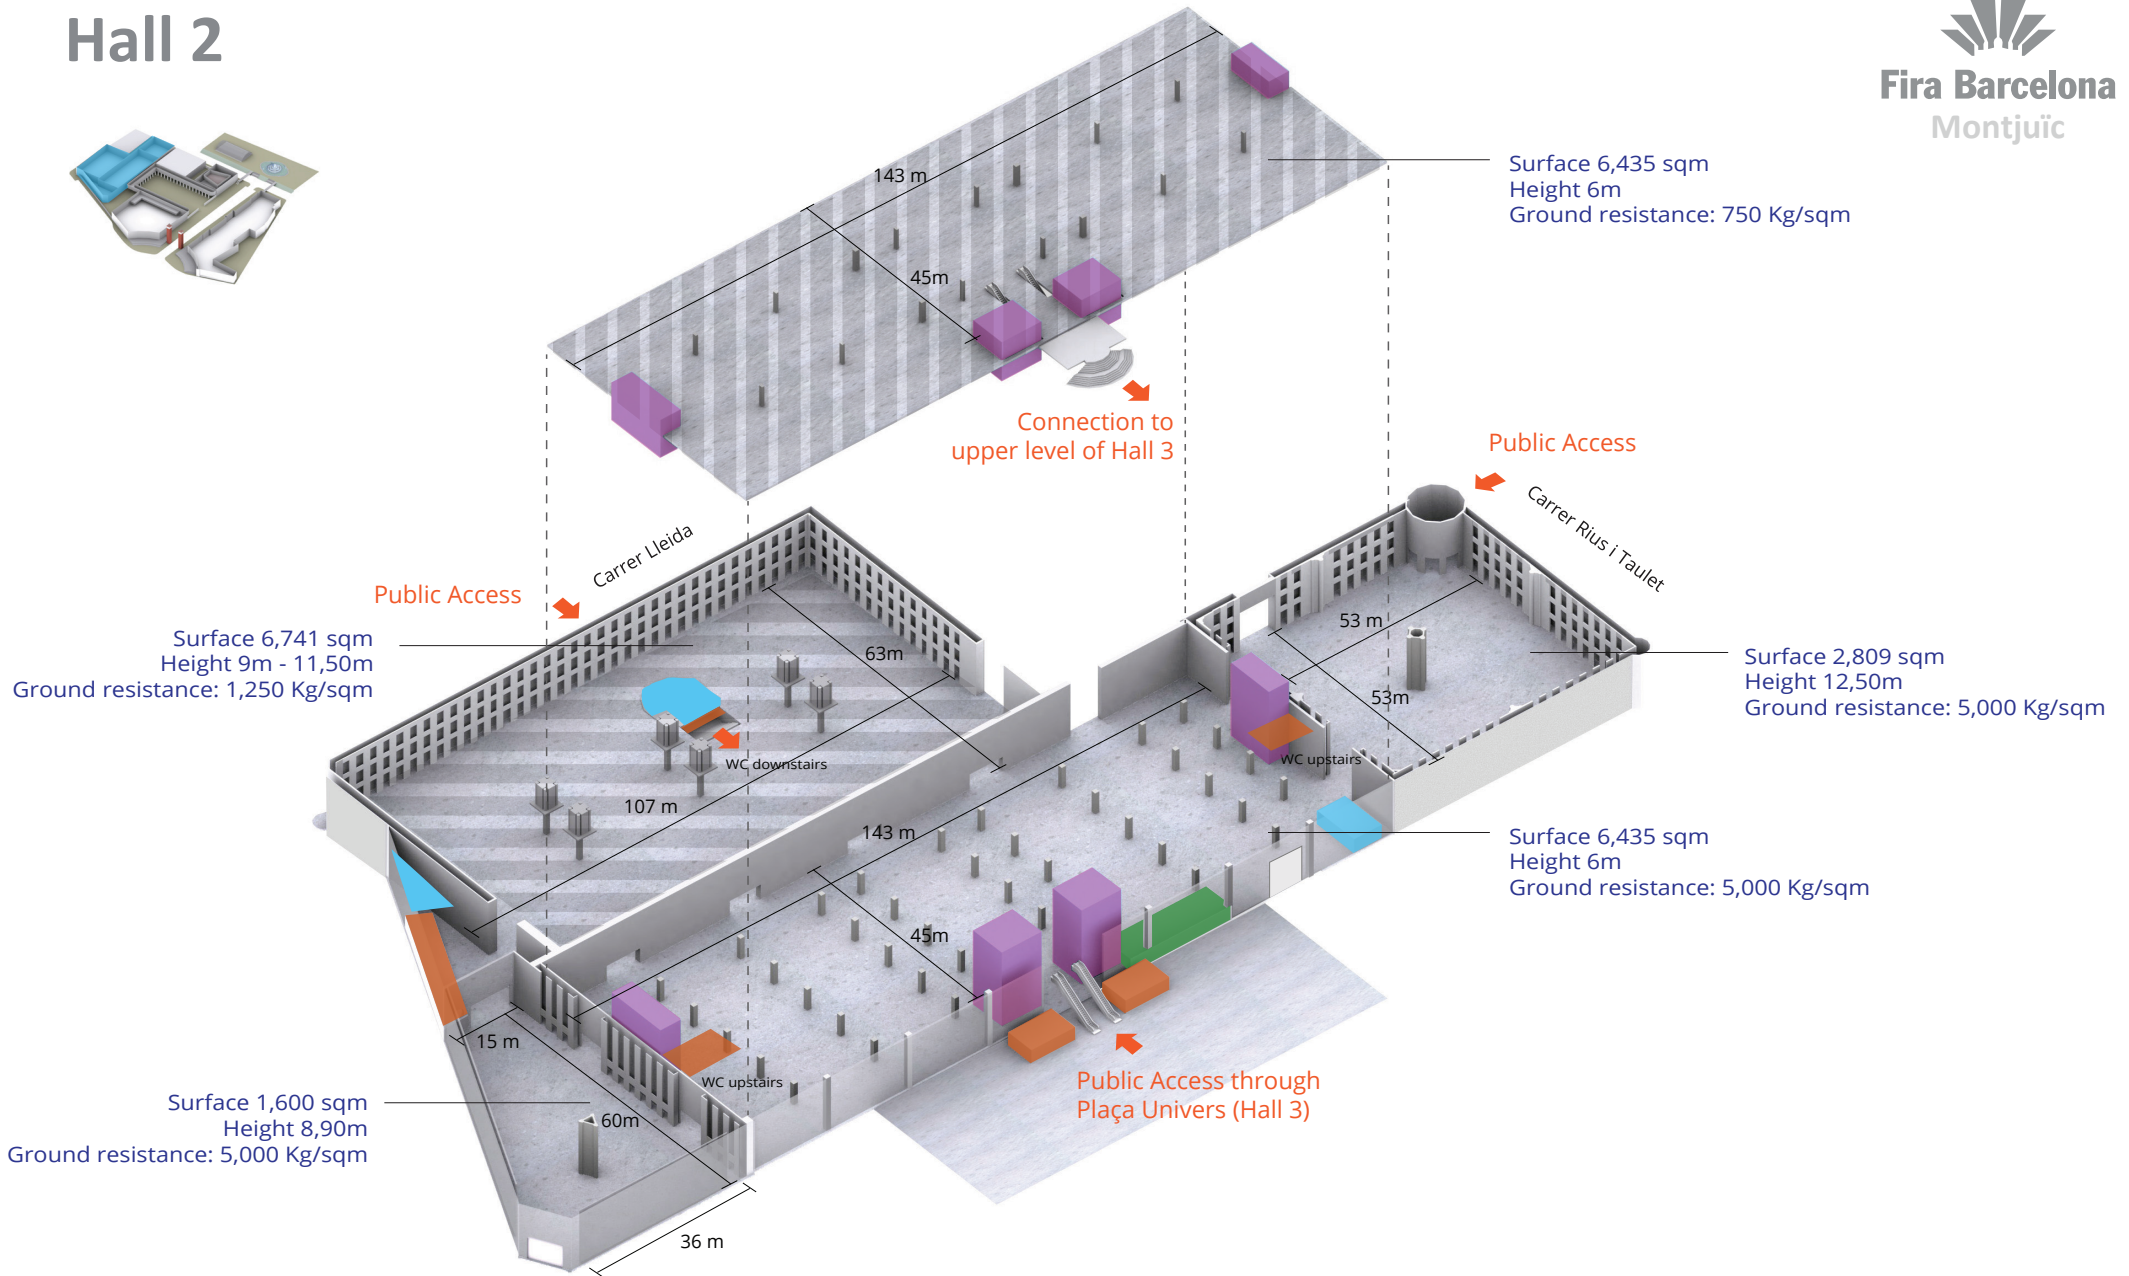 Hall 2
Fira Barcelona
Montjuïc
143 m
45m
Surface 6,435 sqm
Height 6m
Ground resistance: 750 Kg/sqm
Connection to
upper level of Hall 3
Public Access
Carrer Rius i Taulet
Carrer Lleida
Public Access
Surface 6,741 sqm
Height 9m - 11,50m
Ground resistance: 1,250 Kg/sqm
63m
53 m
53m
Surface 2,809 sqm
Height 12,50m
Ground resistance: 5,000 Kg/sqm
WC downstairs
WC upstairs
107 m
143 m
Surface 6,435 sqm
Height 6m
Ground resistance: 5,000 Kg/sqm
45m
15 m
WC upstairs
Public Access through
Plaça Univers (Hall 3)
Surface 1,600 sqm
Height 8,90m
Ground resistance: 5,000 Kg/sqm
60m
36 m